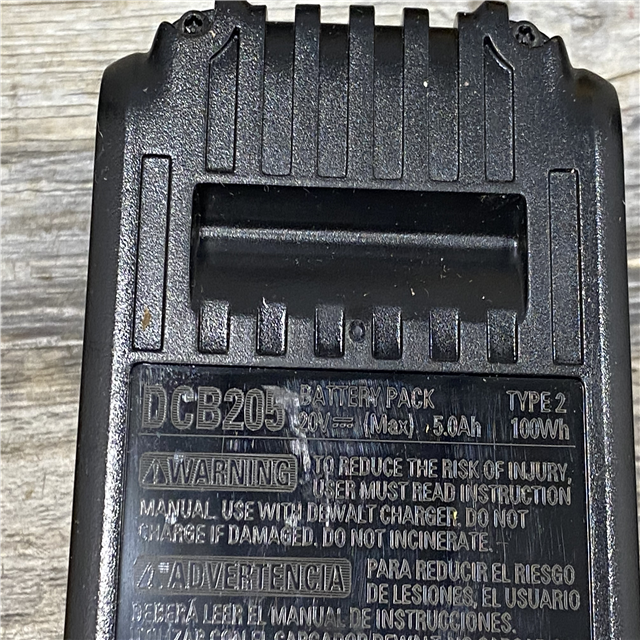 DCB205 BATTERY PACK TYPE 2
20V⎓ (Max) 5.0Ah 100Wh
⚠WARNING TO REDUCE THE RISK OF INJURY,
USER MUST READ INSTRUCTION
MANUAL. USE WITH DEWALT CHARGER. DO NOT
CHARGE IF DAMAGED. DO NOT INCINERATE.
⚠ADVERTENCIA PARA REDUCIR EL RIESGO
DE LESIONES, EL USUARIO
DEBERÁ LEER EL MANUAL DE INSTRUCCIONES.